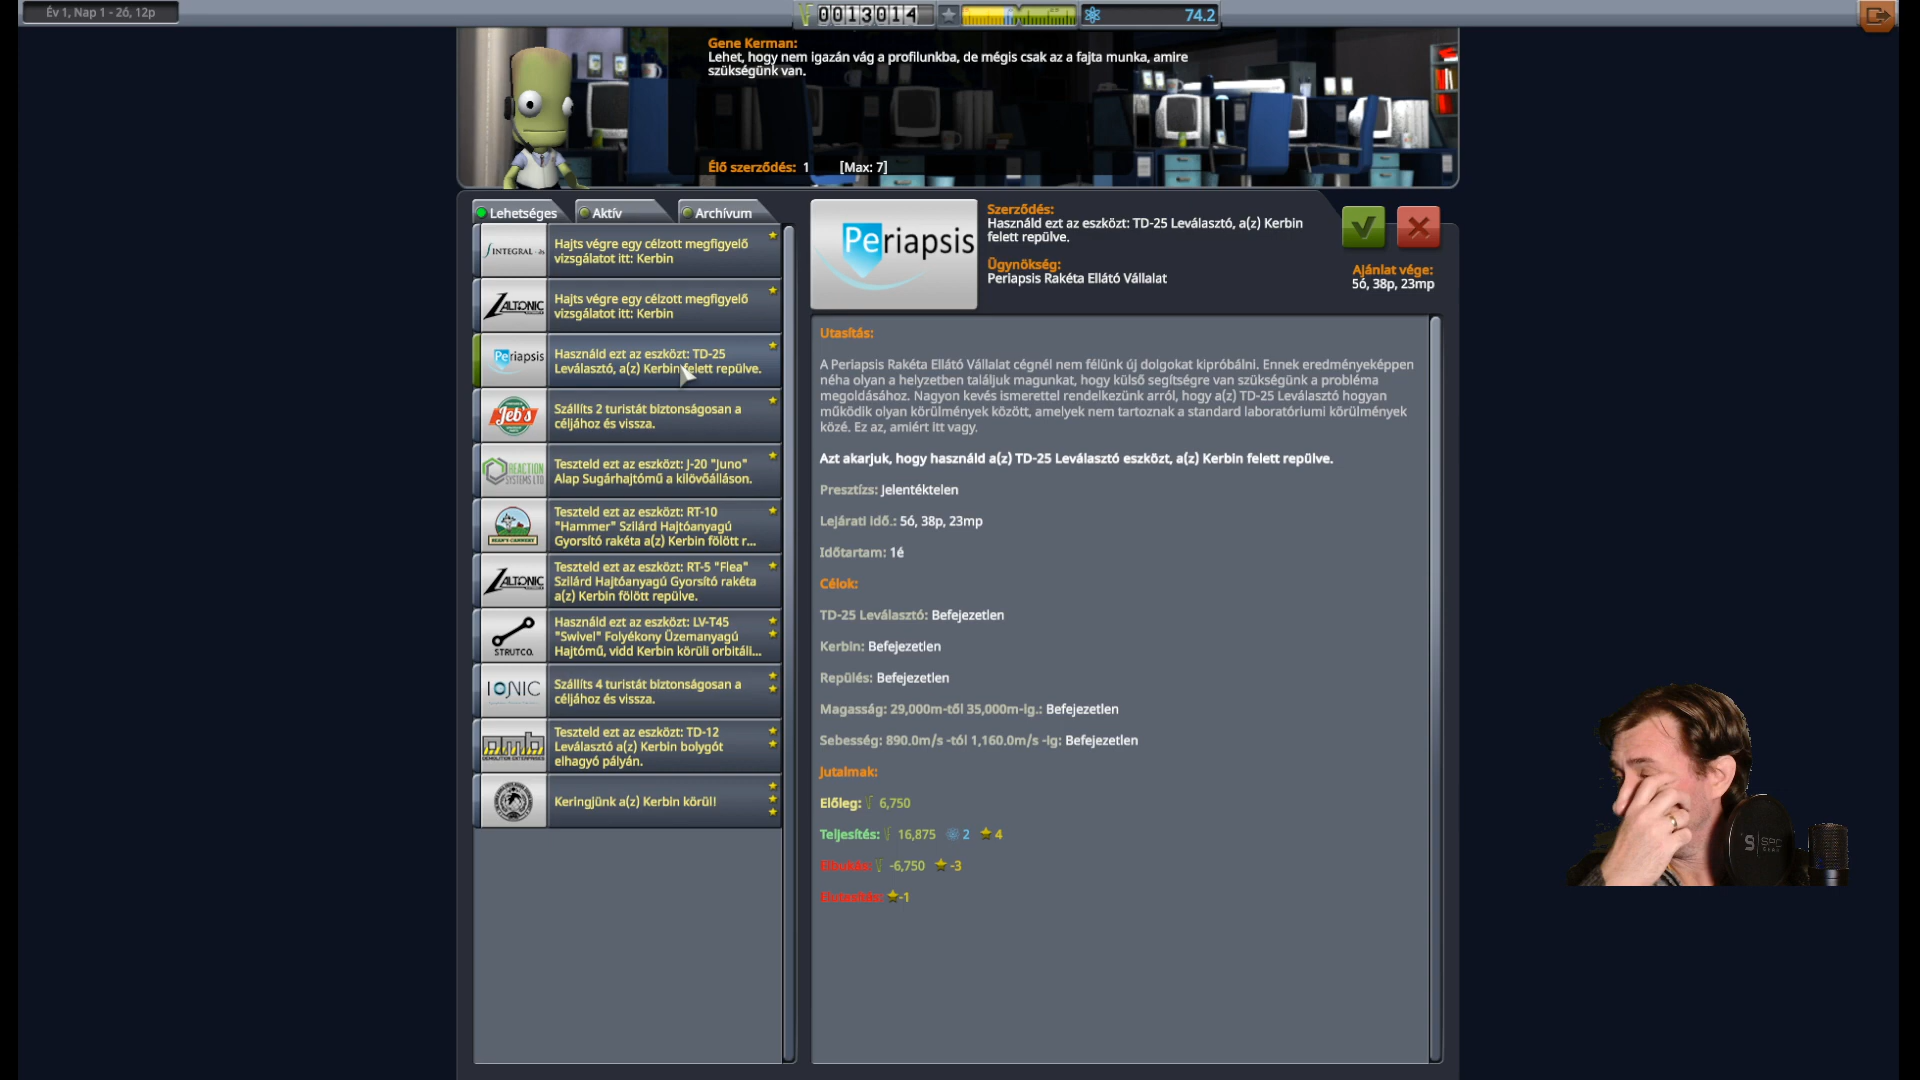 Év 1, Nap 1 - 2ó, 12p
0013014
74.2
Gene Kerman:
Lehet, hogy nem igazán vág a profilunkba, de mégis csak az a fajta munka, amire
szükségünk van.
Élő szerződés: 1 [Max: 7]
Lehetséges
Aktív
Archívum
INTEGRAL
Hajts végre egy célzott megfigyelő
vizsgálatot itt: Kerbin
ZALTONIC
Hajts végre egy célzott megfigyelő
vizsgálatot itt: Kerbin
Periapsis
Használd ezt az eszközt: TD-25
Leválasztó, a(z) Kerbin felett repülve.
Jeb's
Szállíts 2 turistát biztonságosan a
céljához és vissza.
REACTION
SYSTEMS LTD
Teszteld ezt az eszközt: J-20 "Juno"
Alap Sugárhajtómű a kilövőálláson.
Teszteld ezt az eszközt: RT-10
"Hammer" Szilárd Hajtóanyagú
Gyorsító rakéta a(z) Kerbin fölött r...
ZALTONIC
Teszteld ezt az eszközt: RT-5 "Flea"
Szilárd Hajtóanyagú Gyorsító rakéta
a(z) Kerbin fölött repülve.
STRUTCO.
Használd ezt az eszközt: LV-T45
"Swivel" Folyékony Üzemanyagú
Hajtómű, vidd Kerbin körüli orbitáli...
IONIC
Szállíts 4 turistát biztonságosan a
céljához és vissza.
Teszteld ezt az eszközt: TD-12
Leválasztó a(z) Kerbin bolygót
elhagyó pályán.
Keringjünk a(z) Kerbin körül!
Periapsis
Szerződés:
Használd ezt az eszközt: TD-25 Leválasztó, a(z) Kerbin
felett repülve.
Ügynökség:
Periapsis Rakéta Ellátó Vállalat
Ajánlat vége:
5ó, 38p, 23mp
Utasítás:
A Periapsis Rakéta Ellátó Vállalat cégnél nem félünk új dolgokat kipróbálni. Ennek eredményeképpen
néha olyan a helyzetben találjuk magunkat, hogy külső segítségre van szükségünk a probléma
megoldásához. Nagyon kevés ismerettel rendelkezünk arról, hogy a(z) TD-25 Leválasztó hogyan
működik olyan körülmények között, amelyek nem tartoznak a standard laboratóriumi körülmények
közé. Ez az, amiért itt vagy.
Azt akarjuk, hogy használd a(z) TD-25 Leválasztó eszközt, a(z) Kerbin felett repülve.
Presztízs: Jelentéktelen
Lejárati idő.: 5ó, 38p, 23mp
Időtartam: 1é
Célok:
TD-25 Leválasztó: Befejezetlen
Kerbin: Befejezetlen
Repülés: Befejezetlen
Magasság: 29,000m-től 35,000m-ig.: Befejezetlen
Sebesség: 890.0m/s -tól 1,160.0m/s -ig: Befejezetlen
Jutalmak:
Előleg: 6,750
Teljesítés: 16,875 2 4
Elbukás: -6,750 -3
Elutasítás: -1